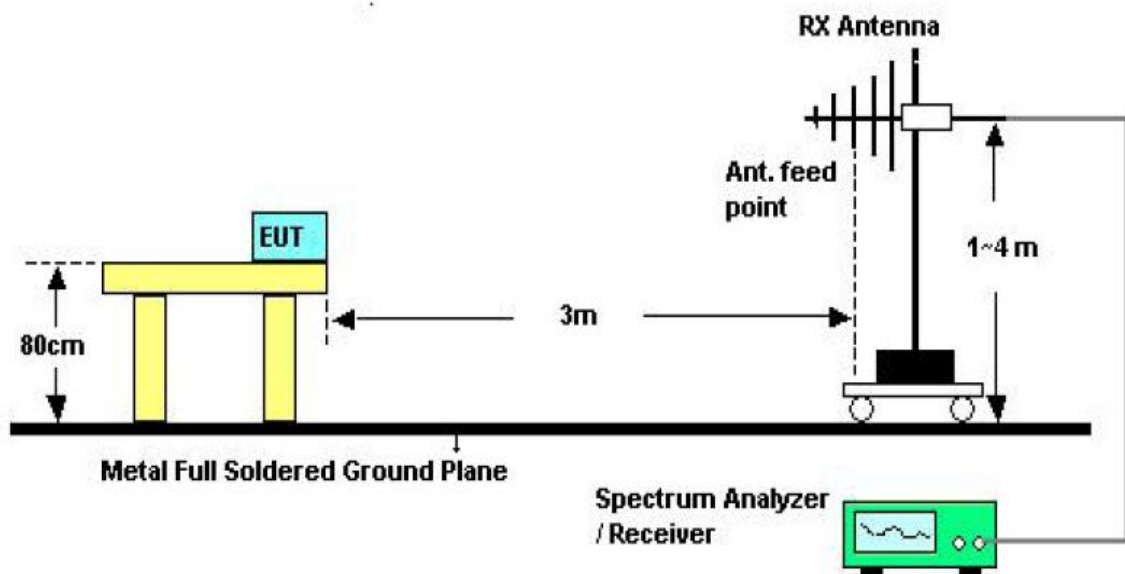 RX Antenna
Ant. feed
point
EUT
1~4 m
3m
80cm
Metal Full Soldered Ground Plane
Spectrum Analyzer
/ Receiver